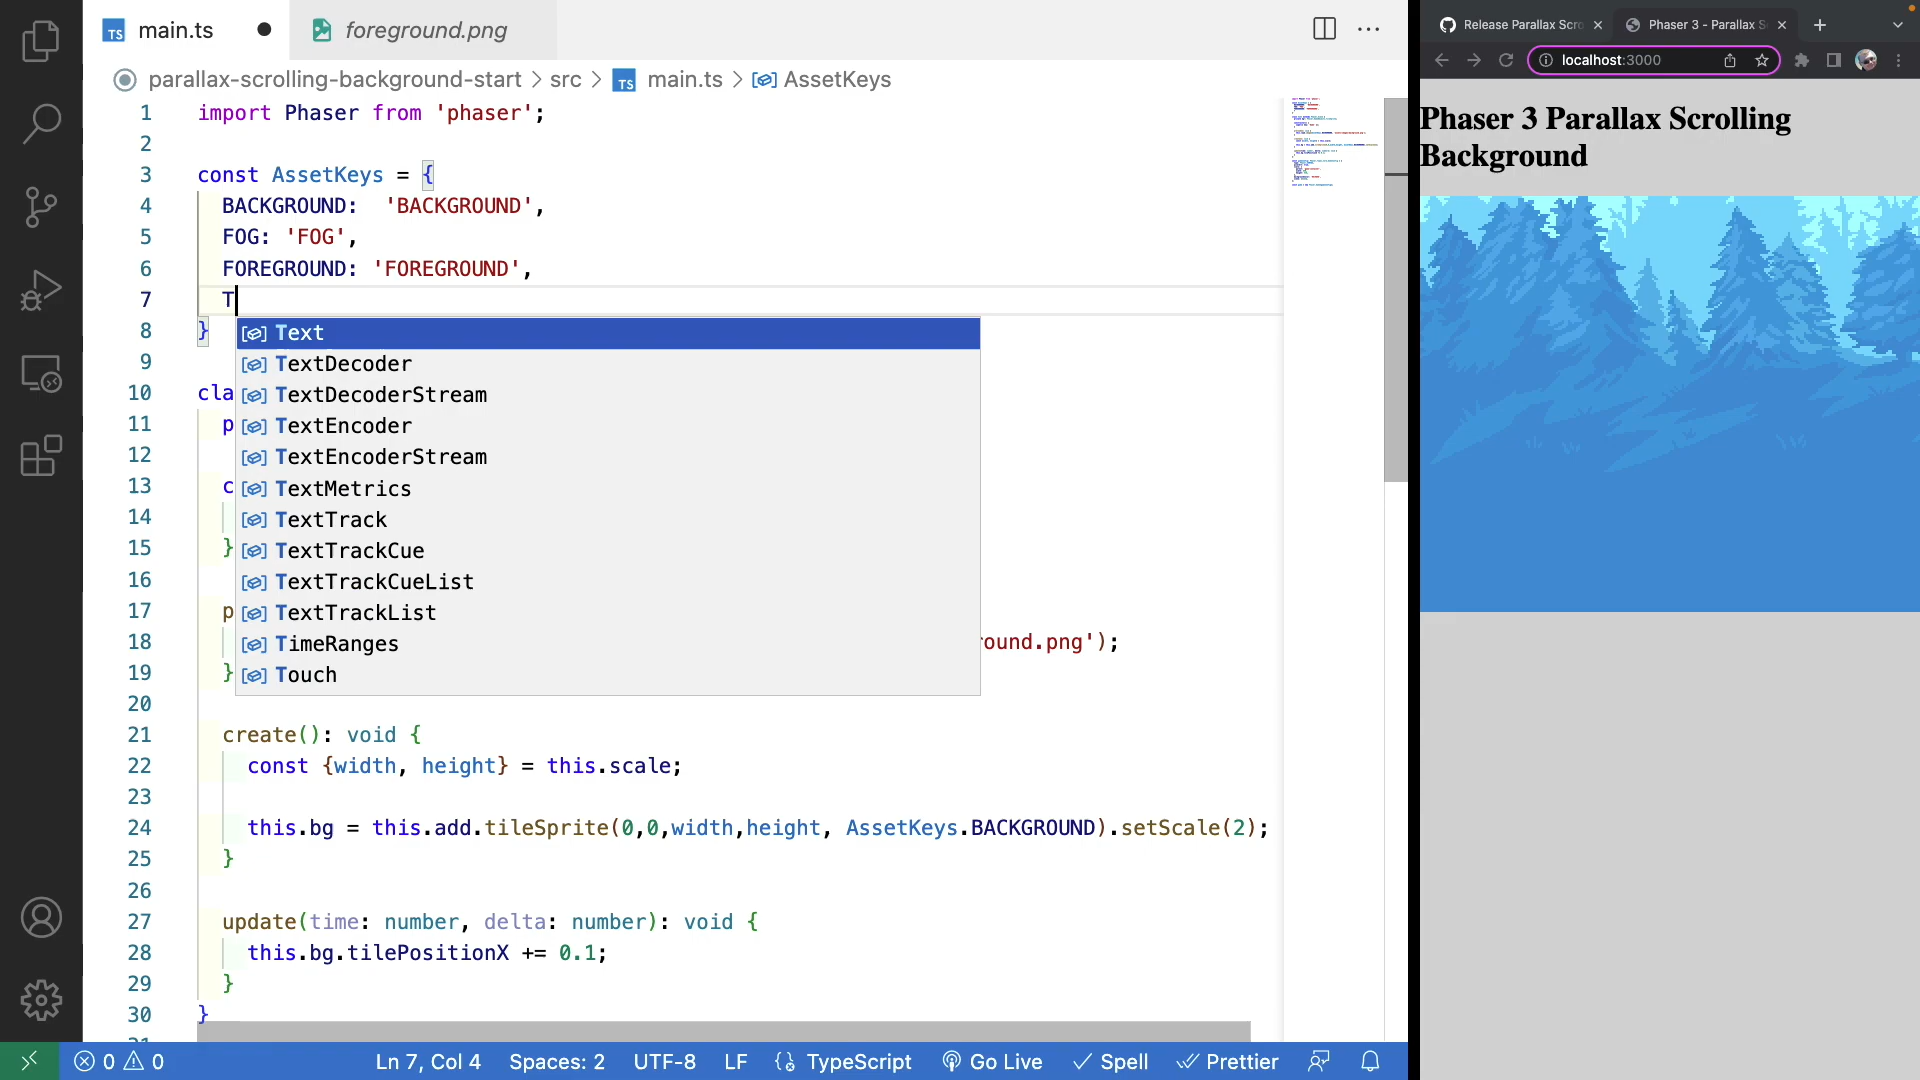 main.ts
foreground.png
parallax-scrolling-background-start > src > main.ts > AssetKeys
1 import Phaser from 'phaser';
2
3 const AssetKeys = {
4 BACKGROUND: 'BACKGROUND',
5 FOG: 'FOG',
6 FOREGROUND: 'FOREGROUND',
7 T
8 }
Text
9
TextDecoder
10 cla
TextDecoderStream
11 p
TextEncoder
12
TextEncoderStream
13 c
TextMetrics
14
TextTrack
15 }
TextTrackCue
16
TextTrackCueList
17 p
TextTrackList
18 round.png');
TimeRanges
19 }
Touch
20
21 create(): void {
22 const {width, height} = this.scale;
23
24 this.bg = this.add.tileSprite(0,0,width,height, AssetKeys.BACKGROUND).setScale(2);
25 }
26
27 update(time: number, delta: number): void {
28 this.bg.tilePositionX += 0.1;
29 }
30 }
0 0
Ln 7, Col 4
Spaces: 2
UTF-8
LF
TypeScript
Go Live
Spell
Prettier
Release Parallax Scro
Phaser 3 - Parallax S
localhost:3000
Phaser 3 Parallax Scrolling
Background